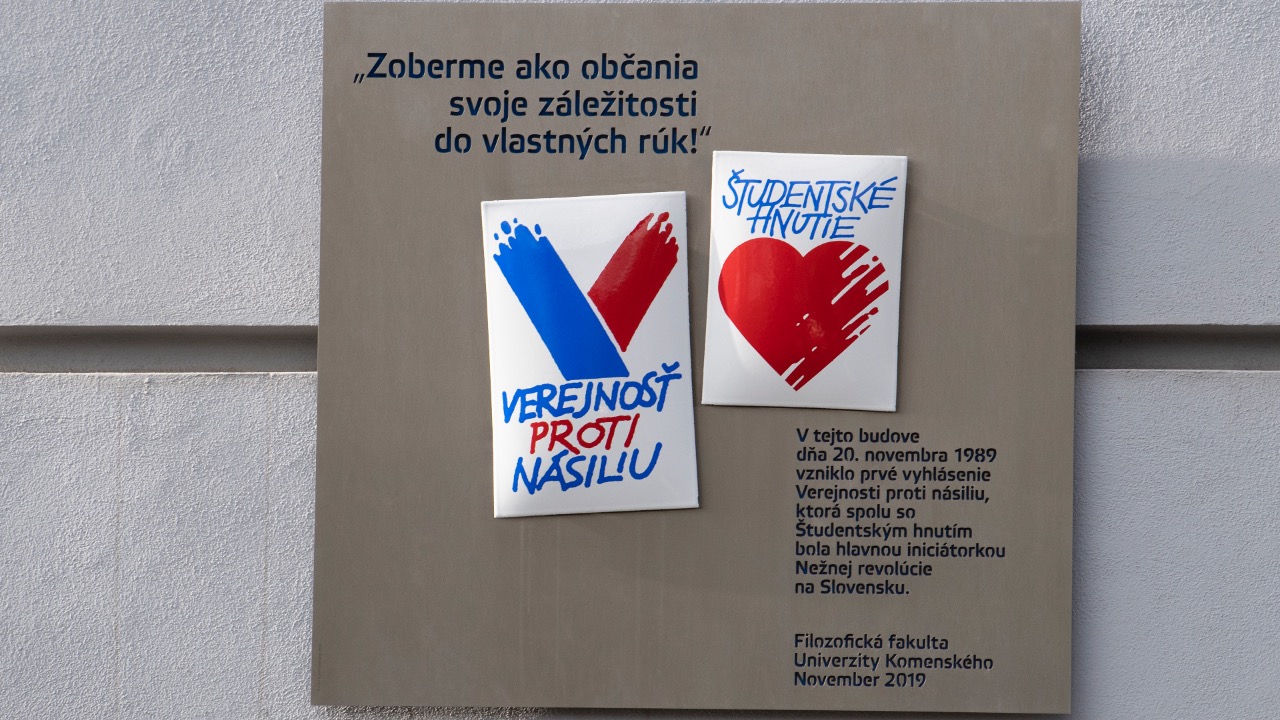 „Zoberme ako občania
svoje záležitosti
do vlastných rúk!“
VEREJNOSŤ
PROTI
NÁSILIU
ŠTUDENTSKÉ
HNUTIE
V tejto budove
dňa 20. novembra 1989
vzniklo prvé vyhlásenie
Verejnosti proti násiliu,
ktorá spolu so
Študentským hnutím
bola hlavnou iniciátorkou
Nežnej revolúcie
na Slovensku.
Filozofická fakulta
Univerzity Komenského
November 2019